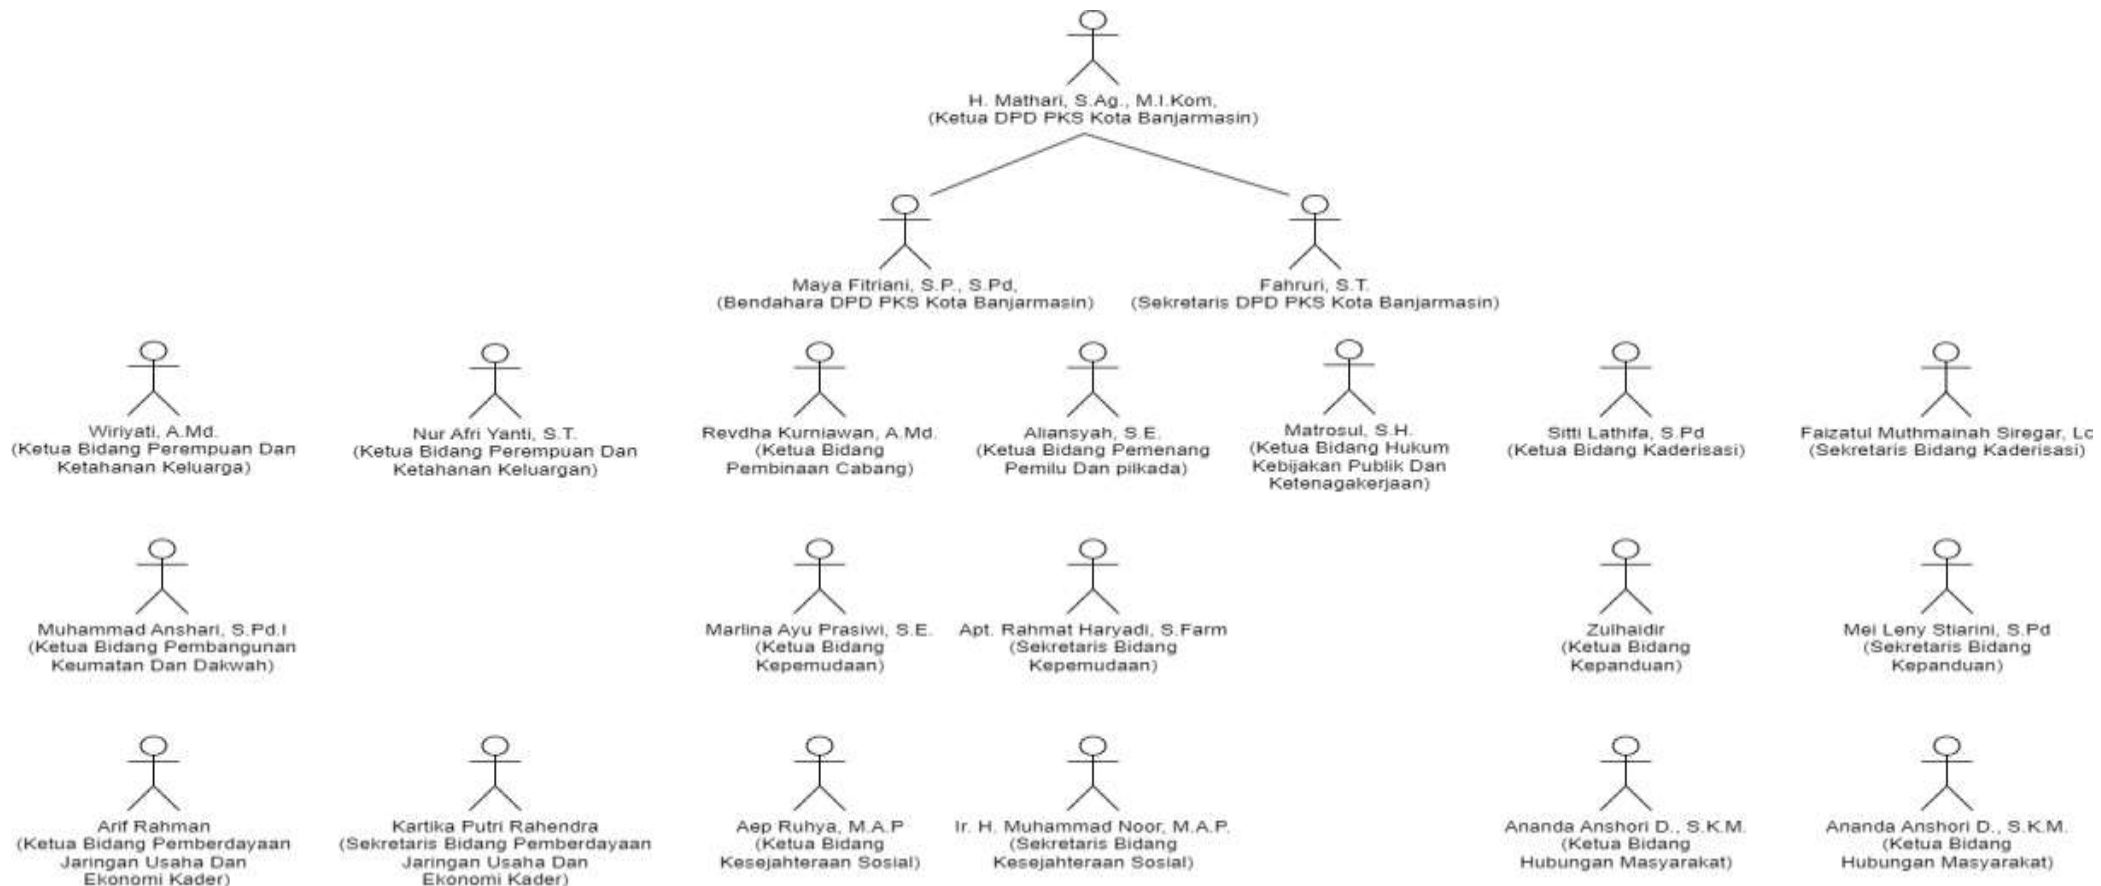 H. Mathari, S.Ag., M.I.Kom,
(Ketua DPD PKS Kota Banjarmasin)
Maya Fitriani, S.P., S.Pd,
(Bendahara DPD PKS Kota Banjarmasin)
Fahruri, S.T.
(Sekretaris DPD PKS Kota Banjarmasin)
Wiriyati, A.Md.
(Ketua Bidang Perempuan Dan
Ketahanan Keluarga)
Nur Afri Yanti, S.T.
(Ketua Bidang Perempuan Dan
Ketahanan Keluargan)
Revdha Kurniawan, A.Md.
(Ketua Bidang
Pembinaan Cabang)
Aliansyah, S.E.
(Ketua Bidang Pemenang
Pemilu Dan pilkada)
Matrosul, S.H.
(Ketua Bidang Hukum
Kebijakan Publik Dan
Ketenagakerjaan)
Sitti Lathifa, S.Pd
(Ketua Bidang Kaderisasi)
Faizatul Muthmainah Siregar, Lc
(Sekretaris Bidang Kaderisasi)
Muhammad Anshari, S.Pd.I
(Ketua Bidang Pembangunan
Keumatan Dan Dakwah)
Marlina Ayu Prasiwi, S.E.
(Ketua Bidang
Kepemudaan)
Apt. Rahmat Haryadi, S.Farm
(Sekretaris Bidang
Kepemudaan)
Zulhaidir
(Ketua Bidang
Kepanduan)
Mei Leny Stiarini, S.Pd
(Sekretaris Bidang
Kepanduan)
Arif Rahman
(Ketua Bidang Pemberdayaan
Jaringan Usaha Dan
Ekonomi Kader)
Kartika Putri Rahendra
(Sekretaris Bidang Pemberdayaan
Jaringan Usaha Dan
Ekonomi Kader)
Aep Ruhya, M.A.P
(Ketua Bidang
Kesejahteraan Sosial)
Ir. H. Muhammad Noor, M.A.P.
(Sekretaris Bidang
Kesejahteraan Sosial)
Ananda Anshori D., S.K.M.
(Ketua Bidang
Hubungan Masyarakat)
Ananda Anshori D., S.K.M.
(Ketua Bidang
Hubungan Masyarakat)